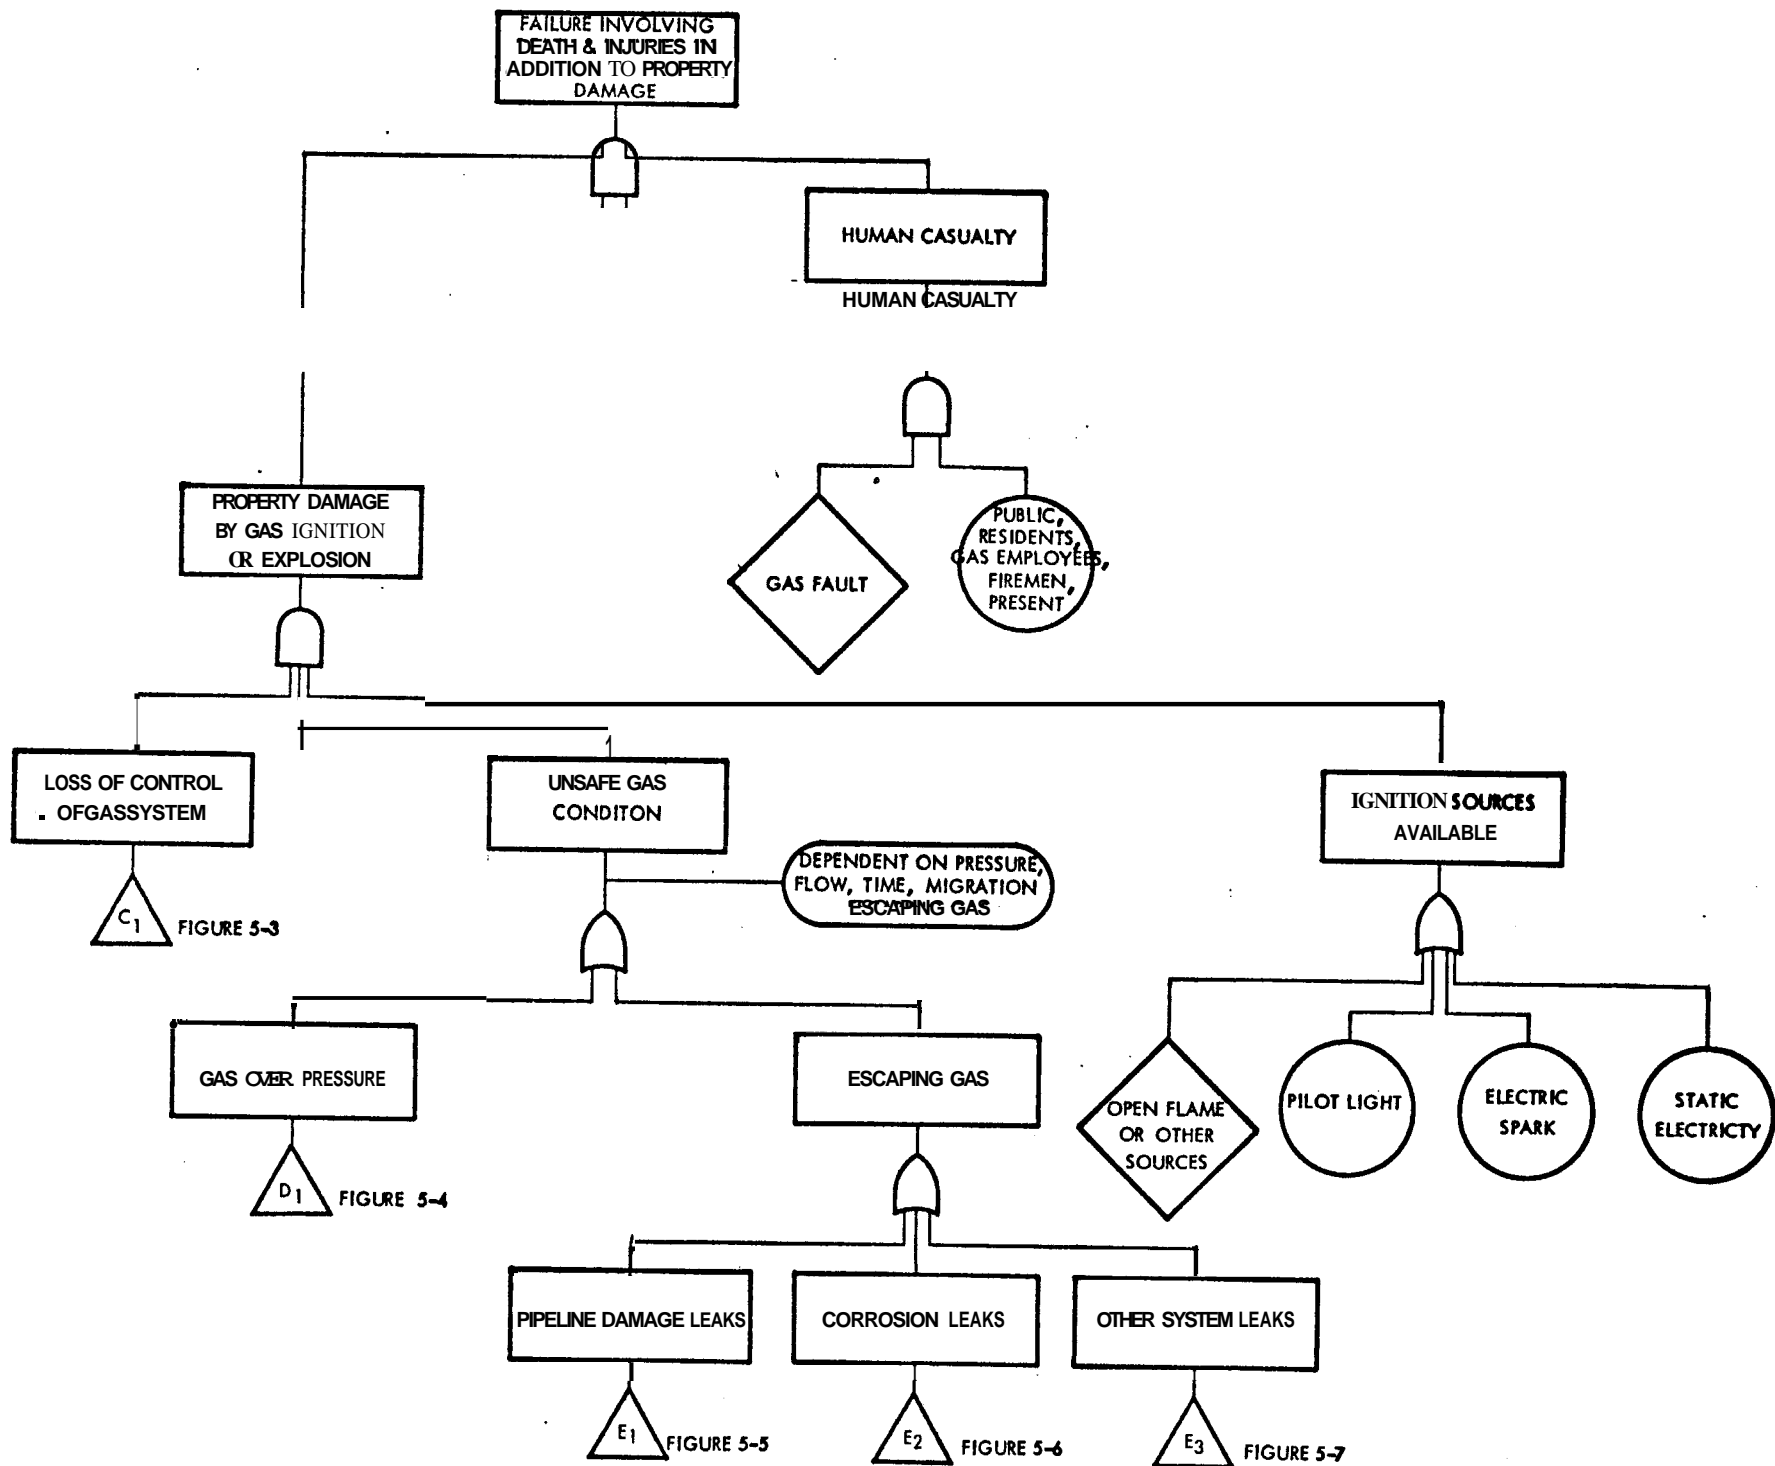 FAILURE INVOLVING
DEATH & INJURIES IN
ADDITION TO PROPERTY
DAMAGE
HUMAN CASUALTY
HUMAN CASUALTY
PROPERTY DAMAGE
BY GAS IGNITION
OR EXPLOSION
GAS FAULT
PUBLIC,
RESIDENTS,
GAS EMPLOYEES,
FIREMEN,
PRESENT
LOSS OF CONTROL
OFGASSYSTEM
UNSAFE GAS
CONDITON
DEPENDENT ON PRESSURE,
FLOW, TIME, MIGRATION
ESCAPING GAS
IGNITION SOURCES
AVAILABLE
C1
FIGURE 5-3
GAS OVER PRESSURE
ESCAPING GAS
OPEN FLAME
OR OTHER
SOURCES
PILOT LIGHT
ELECTRIC
SPARK
STATIC
ELECTRICTY
D1
FIGURE 5-4
PIPELINE DAMAGE LEAKS
CORROSION LEAKS
OTHER SYSTEM LEAKS
E1
FIGURE 5-5
E2
FIGURE 5-6
E3
FIGURE 5-7